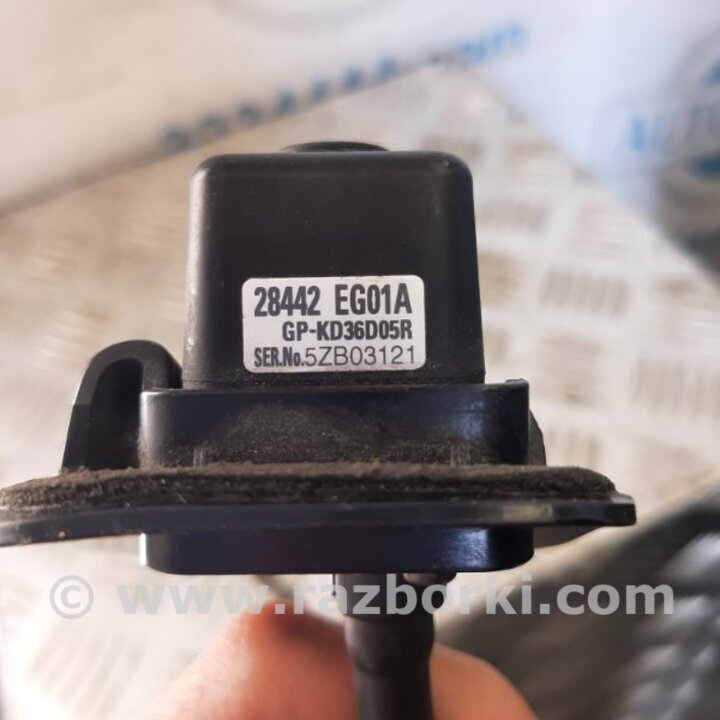 28442 EG01A
GP-KD36D05R
SER.No.5ZB03121
© www.razborki.com